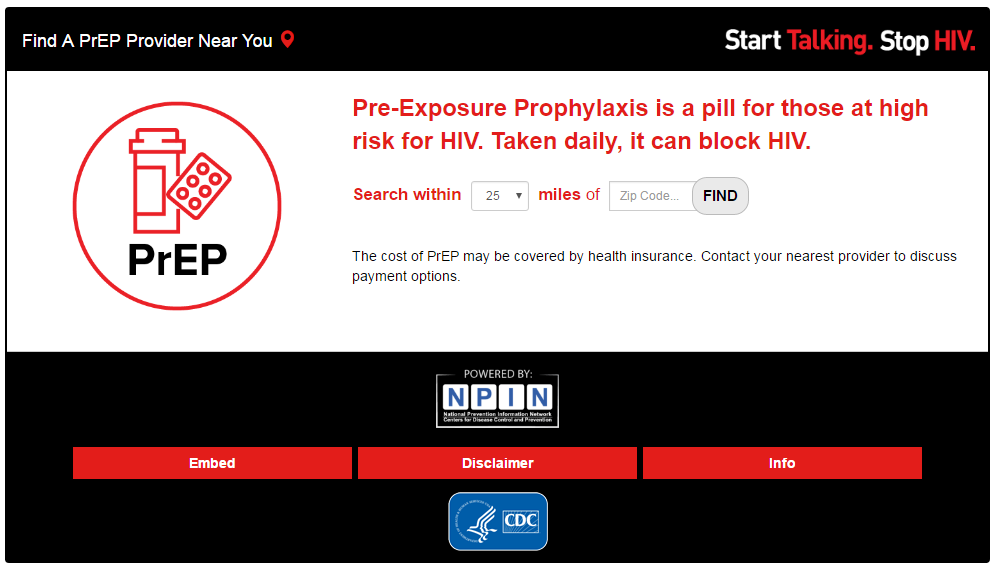 Find A PrEP Provider Near You
Start Talking. Stop HIV.
Pre-Exposure Prophylaxis is a pill for those at high
risk for HIV. Taken daily, it can block HIV.
PrEP
Search within 25 miles of Zip Code... FIND
The cost of PrEP may be covered by health insurance. Contact your nearest provider to discuss
payment options.
POWERED BY:
NPIN
National Prevention Information Network
Centers for Disease Control and Prevention
Embed Disclaimer Info
CDC